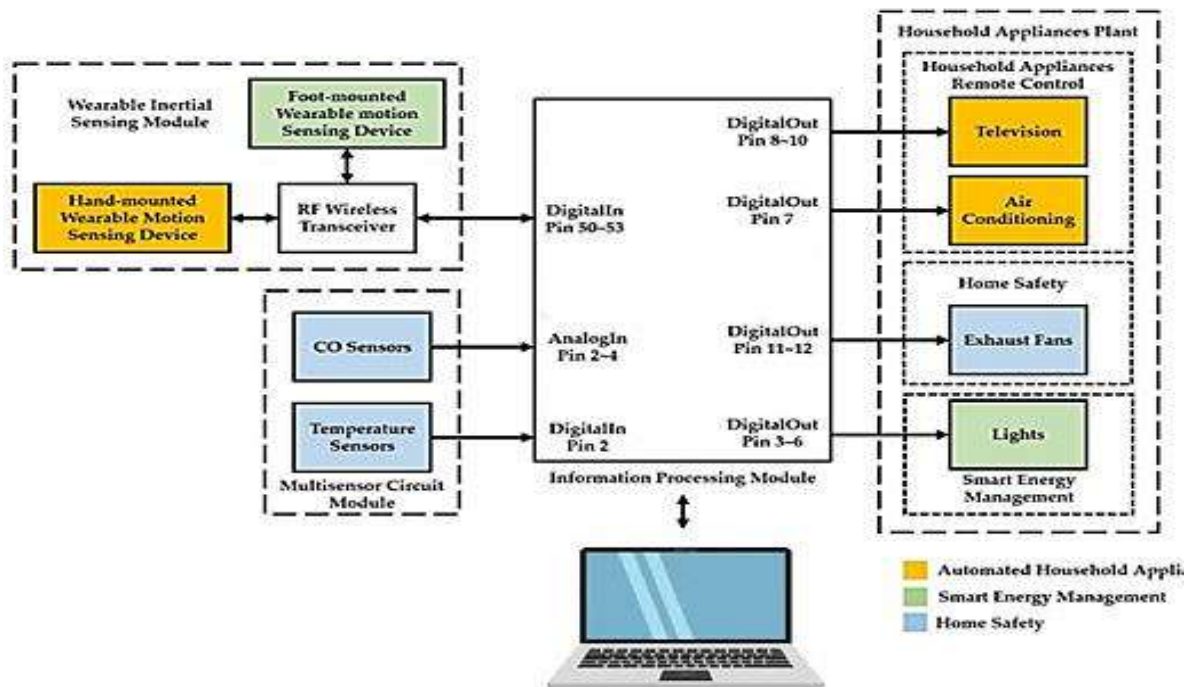 Household Appliances Plant
Household Appliances
Remote Control
Television
Air
Conditioning
Home Safety
Exhaust Fans
Lights
Smart Energy
Management
Wearable Inertial
Sensing Module
Foot-mounted
Wearable motion
Sensing Device
Hand-mounted
Wearable Motion
Sensing Device
RF Wireless
Transceiver
CO Sensors
Temperature
Sensors
Multisensor Circuit
Module
DigitalIn
Pin 50~53
AnalogIn
Pin 2~4
DigitalIn
Pin 2
DigitalOut
Pin 8~10
DigitalOut
Pin 7
DigitalOut
Pin 11~12
DigitalOut
Pin 3~6
Information Processing Module
Automated Household Appli
Smart Energy Management
Home Safety